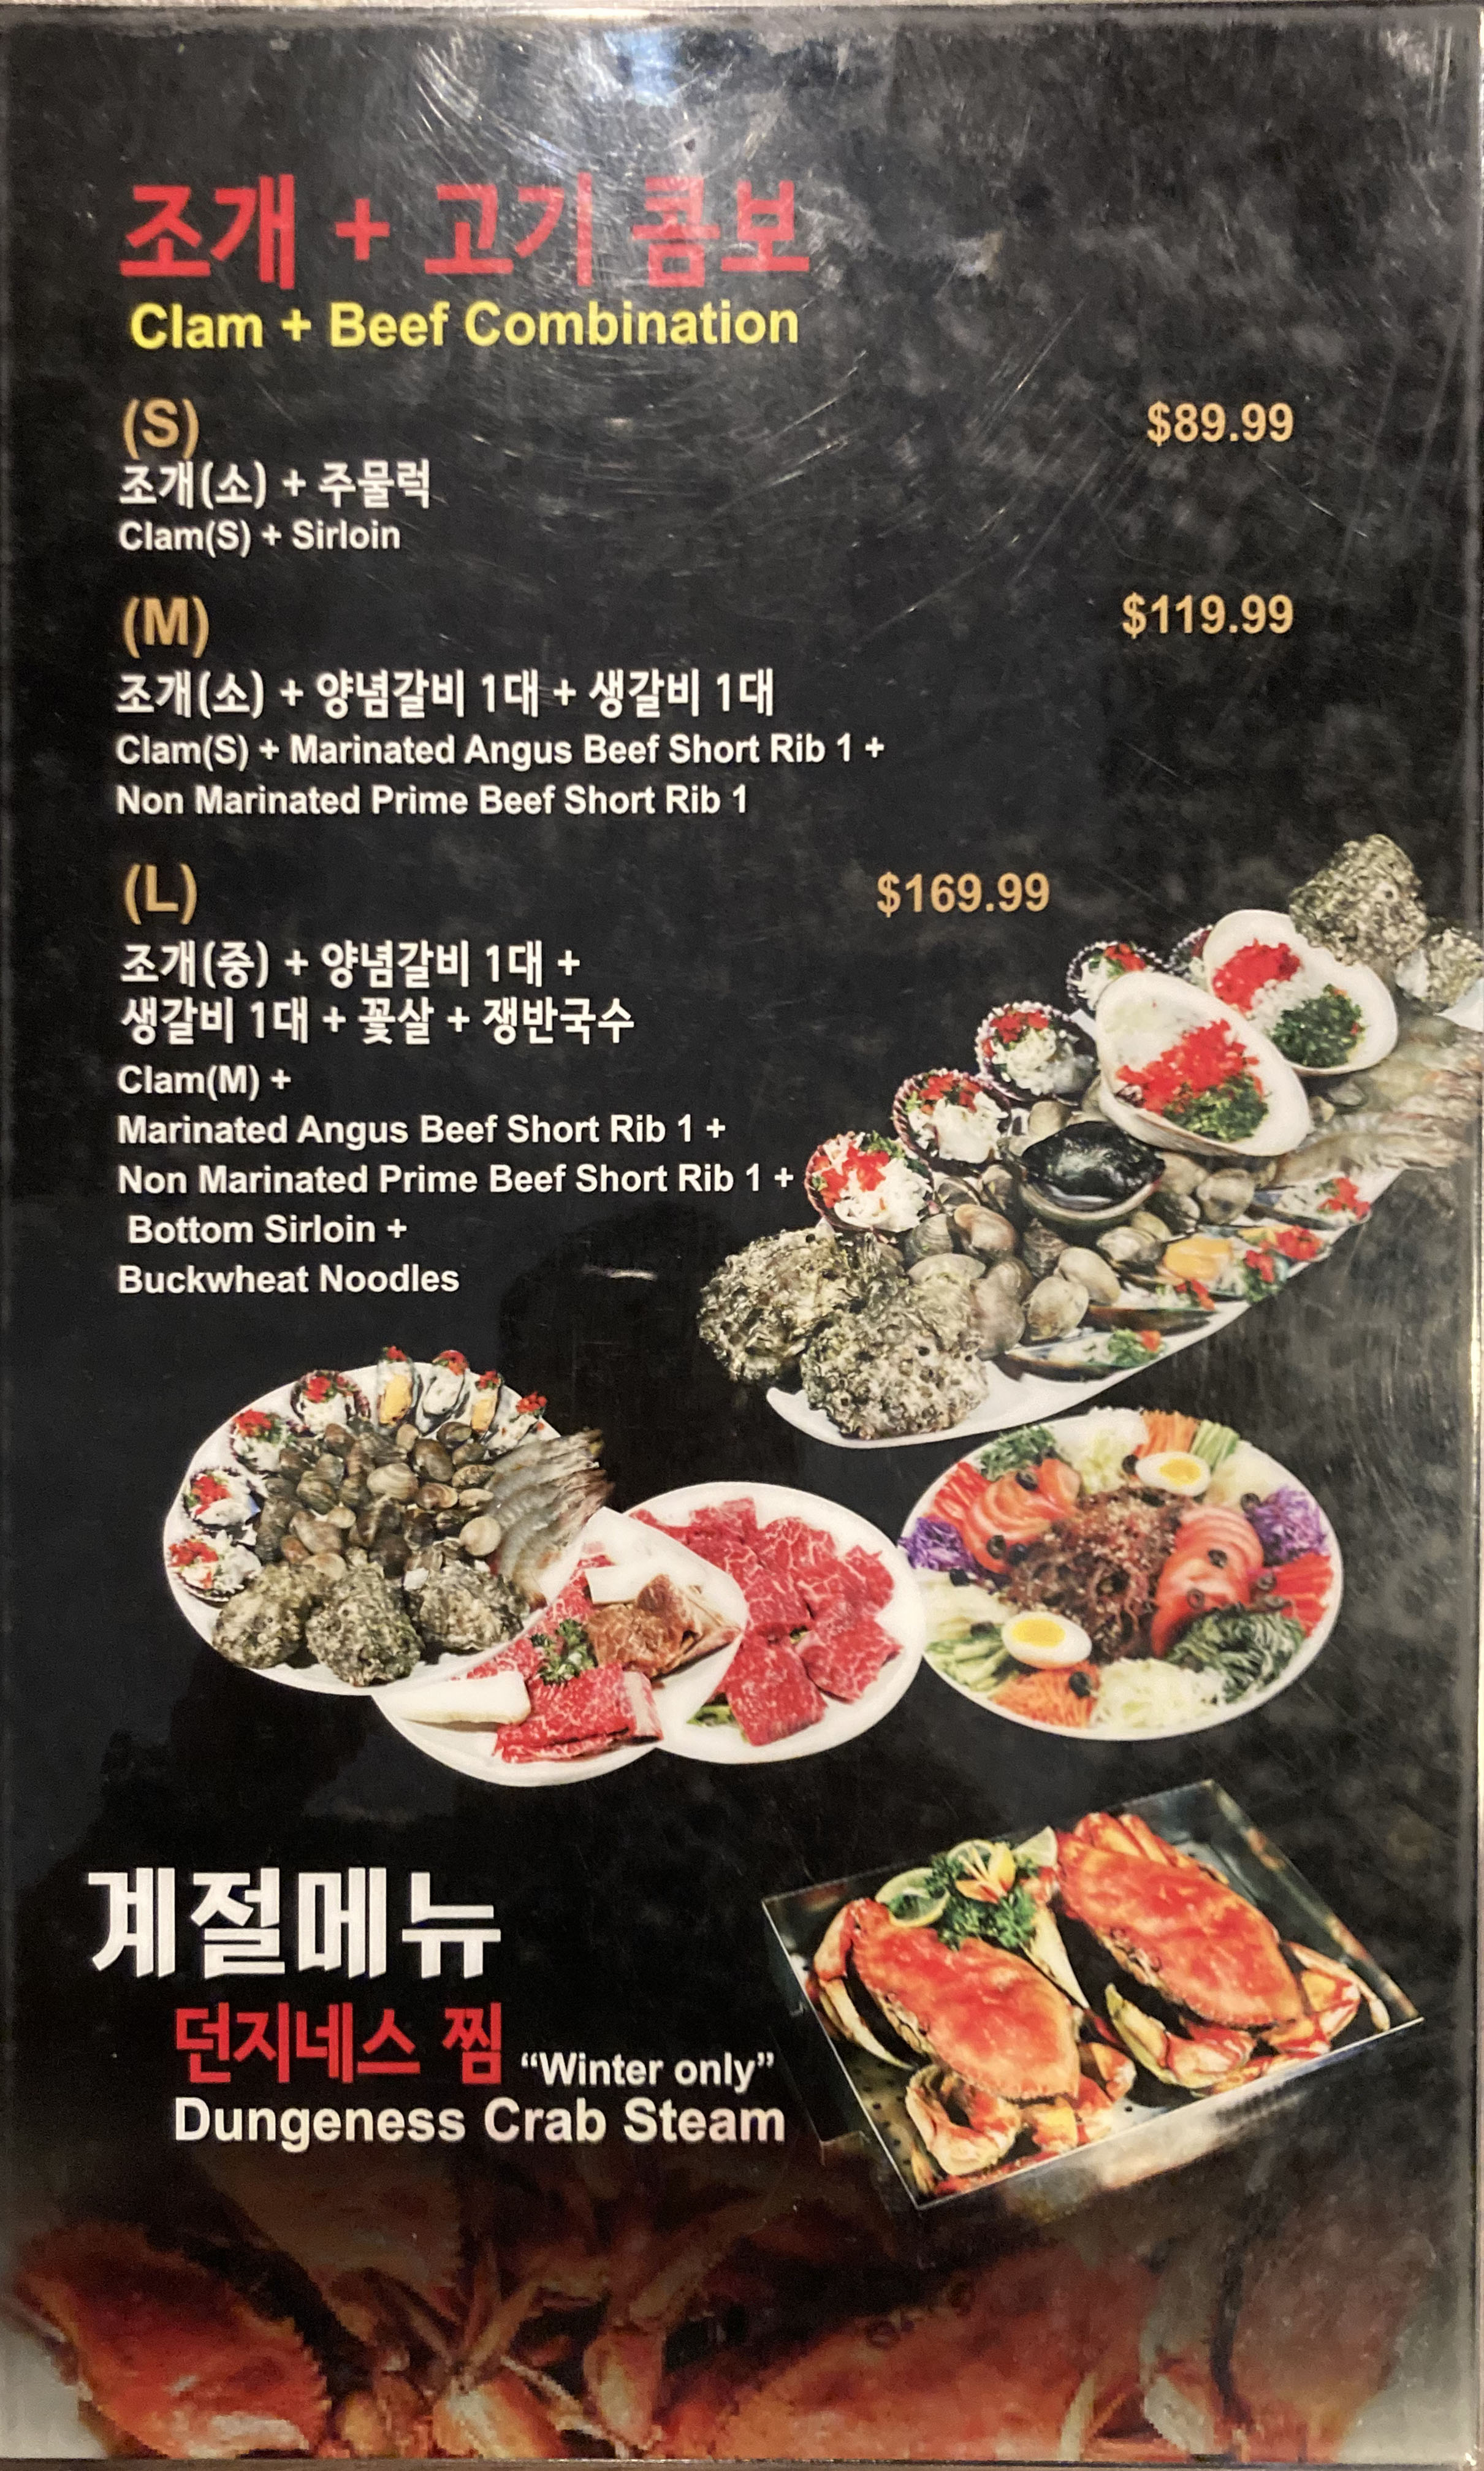 조개 + 고기 콤보
Clam + Beef Combination
(S)
$89.99
조개(소) + 주물럭
Clam(S) + Sirloin
(M)
$119.99
조개(소) + 양념갈비 1대 + 생갈비 1대
Clam(S) + Marinated Angus Beef Short Rib 1 +
Non Marinated Prime Beef Short Rib 1
(L)
$169.99
조개(중) + 양념갈비 1대 +
생갈비 1대 + 꽃살 + 쟁반국수
Clam(M) +
Marinated Angus Beef Short Rib 1 +
Non Marinated Prime Beef Short Rib 1 +
Bottom Sirloin +
Buckwheat Noodles
계절메뉴
던지네스 찜 “Winter only”
Dungeness Crab Steam